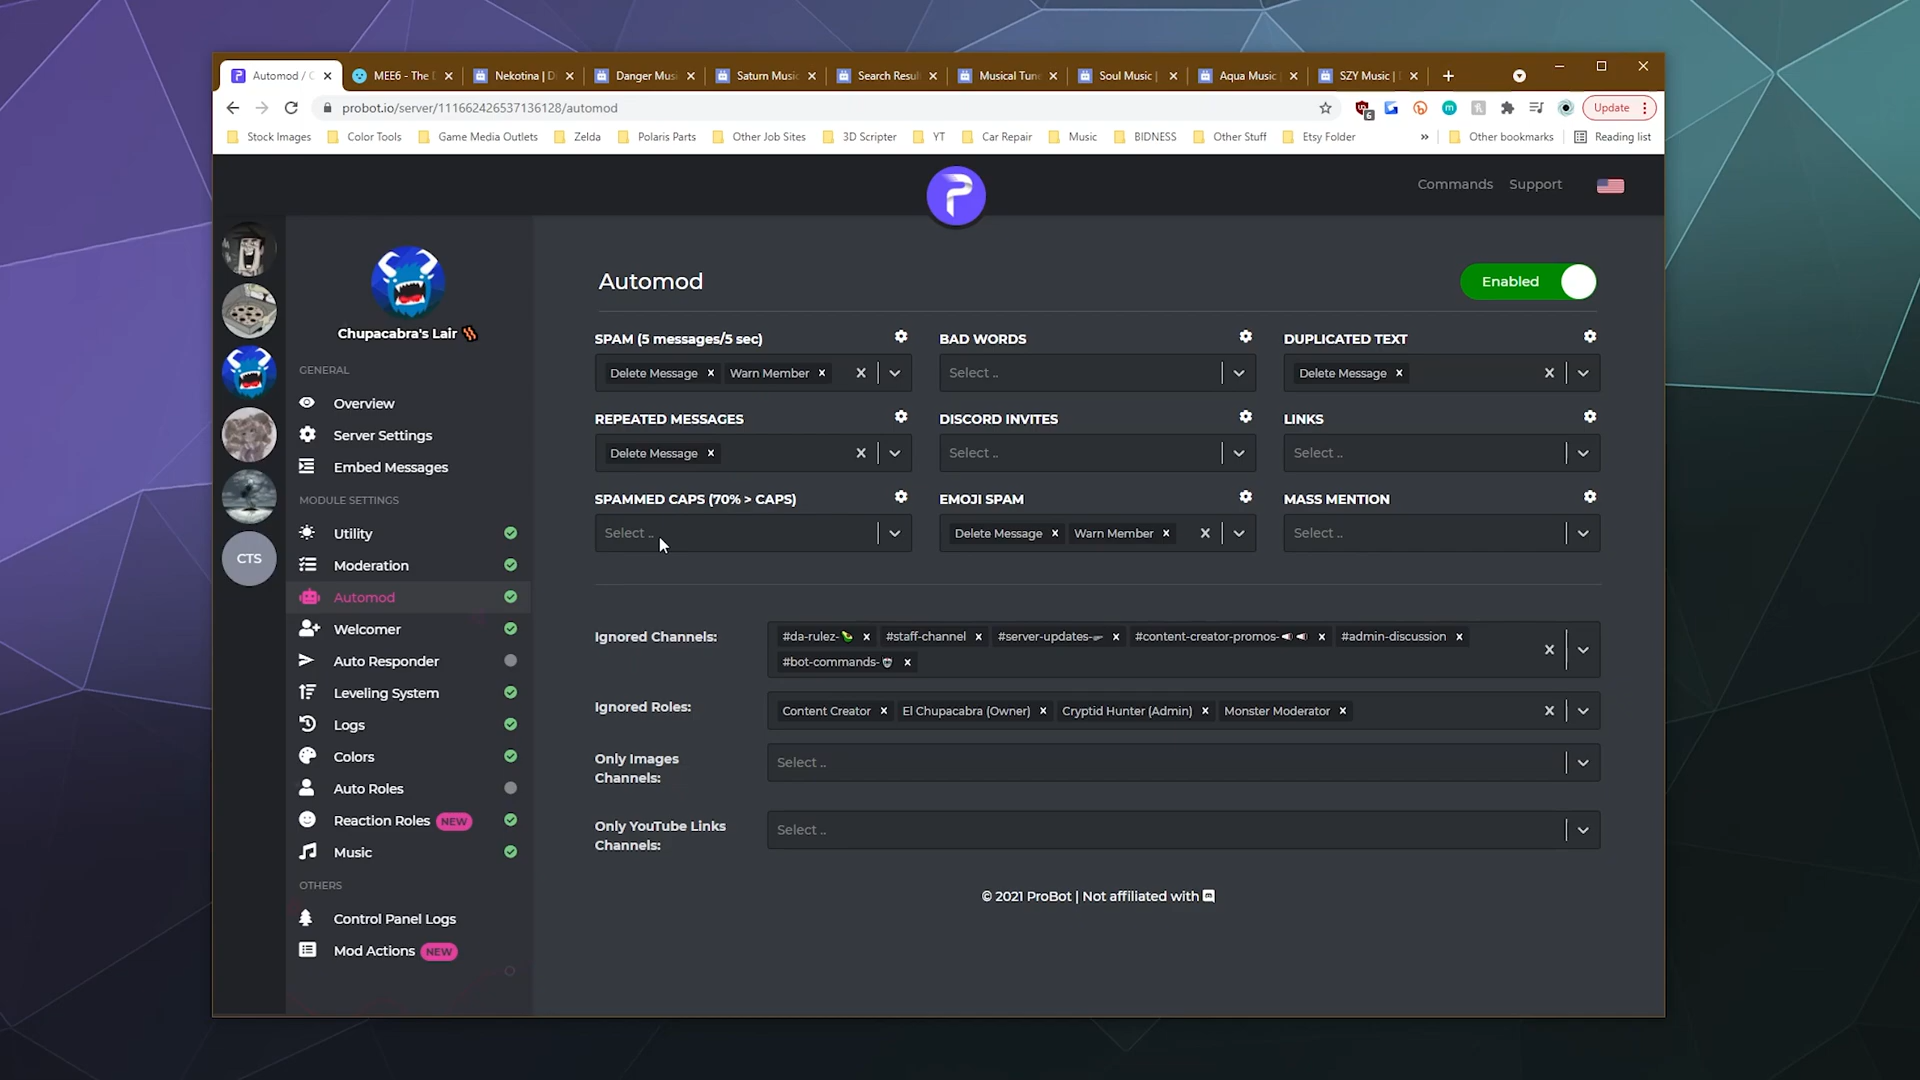 Automod / C
MEE6 - The D
Nekotina | Di
Danger Musi
Saturn Music
Search Result
Musical Tune
Soul Music |
Aqua Music
SZY Music | D
probot.io/server/111662426537136128/automod
6
Update
Stock Images
Color Tools
Game Media Outlets
Zelda
Polaris Parts
Other Job Sites
3D Scripter
YT
Car Repair
Music
BIDNESS
Other Stuff
Etsy Folder
»
Other bookmarks
Reading list
Commands
Support
CTS
Chupacabra's Lair 🥓
GENERAL
Overview
Server Settings
Embed Messages
MODULE SETTINGS
Utility
Moderation
Automod
Welcomer
Auto Responder
Leveling System
Logs
Colors
Auto Roles
Reaction Roles NEW
Music
OTHERS
Control Panel Logs
Mod Actions NEW
Automod
Enabled
SPAM (5 messages/5 sec)
Delete Message × Warn Member ×
BAD WORDS
Select ..
DUPLICATED TEXT
Delete Message ×
REPEATED MESSAGES
Delete Message ×
DISCORD INVITES
Select ..
LINKS
Select ..
SPAMMED CAPS (70% > CAPS)
Select ..
EMOJI SPAM
Delete Message × Warn Member ×
MASS MENTION
Select ..
Ignored Channels:
#da-rulez- × #staff-channel × #server-updates- × #content-creator-promos- × #admin-discussion ×
#bot-commands- ×
Ignored Roles:
Content Creator × El Chupacabra (Owner) × Cryptid Hunter (Admin) × Monster Moderator ×
Only Images
Channels:
Select ..
Only YouTube Links
Channels:
Select ..
© 2021 ProBot | Not affiliated with